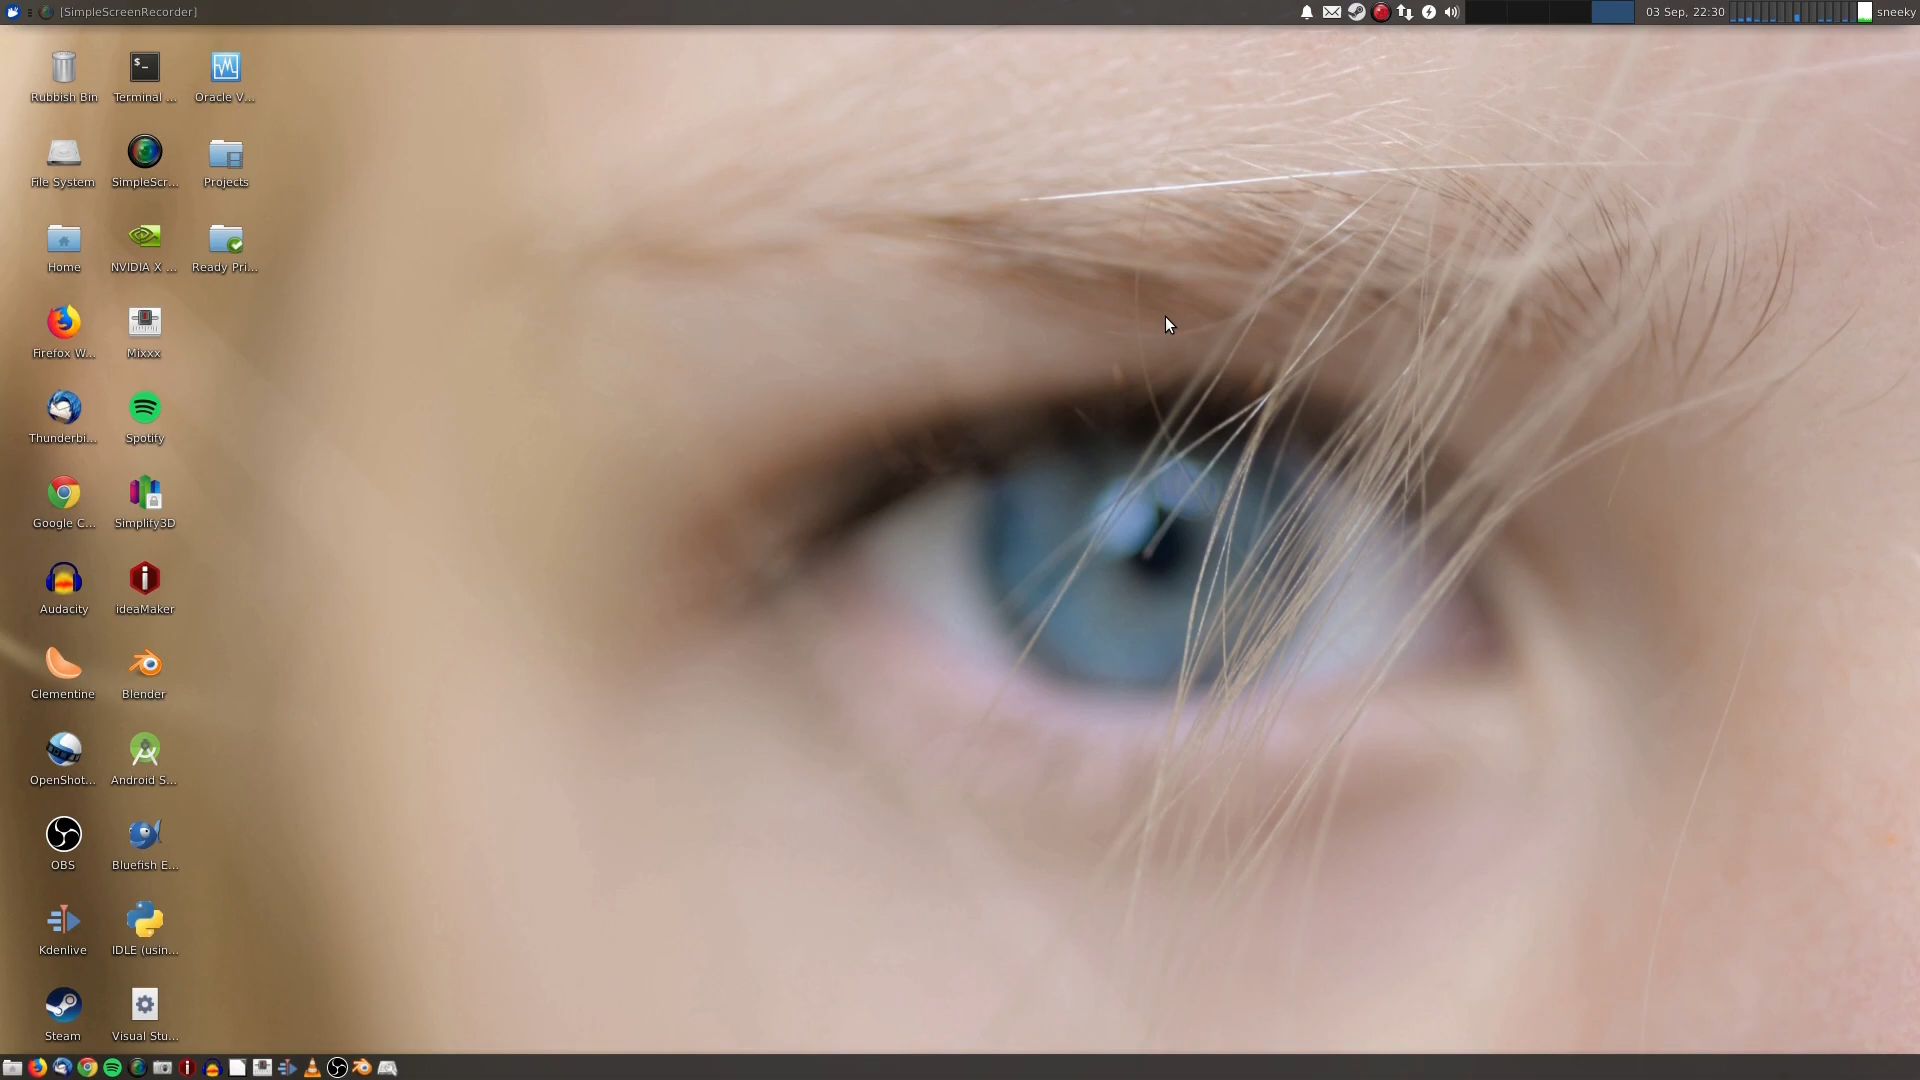 [SimpleScreenRecorder]
03 Sep, 22:30
sneeky
Rubbish Bin
Terminal ...
Oracle V...
File System
SimpleScr...
Projects
Home
NVIDIA X ...
Ready Pri...
Firefox W...
Mixxx
Thunderbi...
Spotify
Google C...
Simplify3D
Audacity
ideaMaker
Clementine
Blender
OpenShot...
Android S...
OBS
Bluefish E...
Kdenlive
IDLE (usin...
Steam
Visual Stu...